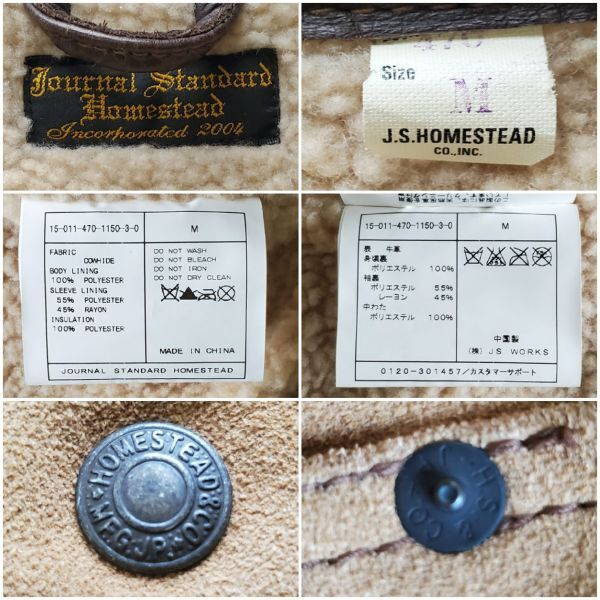 Journal Standard
Homestead
Incorporated 2004
470
Size
M
J.S.HOMESTEAD
CO.,INC.
15-011-470-1150-3-0 M
FABRIC
COWHIDE
BODY LINING
100% POLYESTER
SLEEVE LINING
55% POLYESTER
45% RAYON
INSULATION
100% POLYESTER
DO NOT WASH
DO NOT BLEACH
DO NOT IRON
DO NOT DRY CLEAN
MADE IN CHINA
JOURNAL STANDARD HOMESTEAD
15-011-470-1150-3-0 M
表 牛革
身頃裏
ポリエステル 100%
袖裏
ポリエステル 55%
レーヨン 45%
中わた
ポリエステル 100%
中国製
(株) JS WORKS
0120-301457/カスタマーサポート
HOMESTEAD&CO.
MFG.JP.
H S & CO